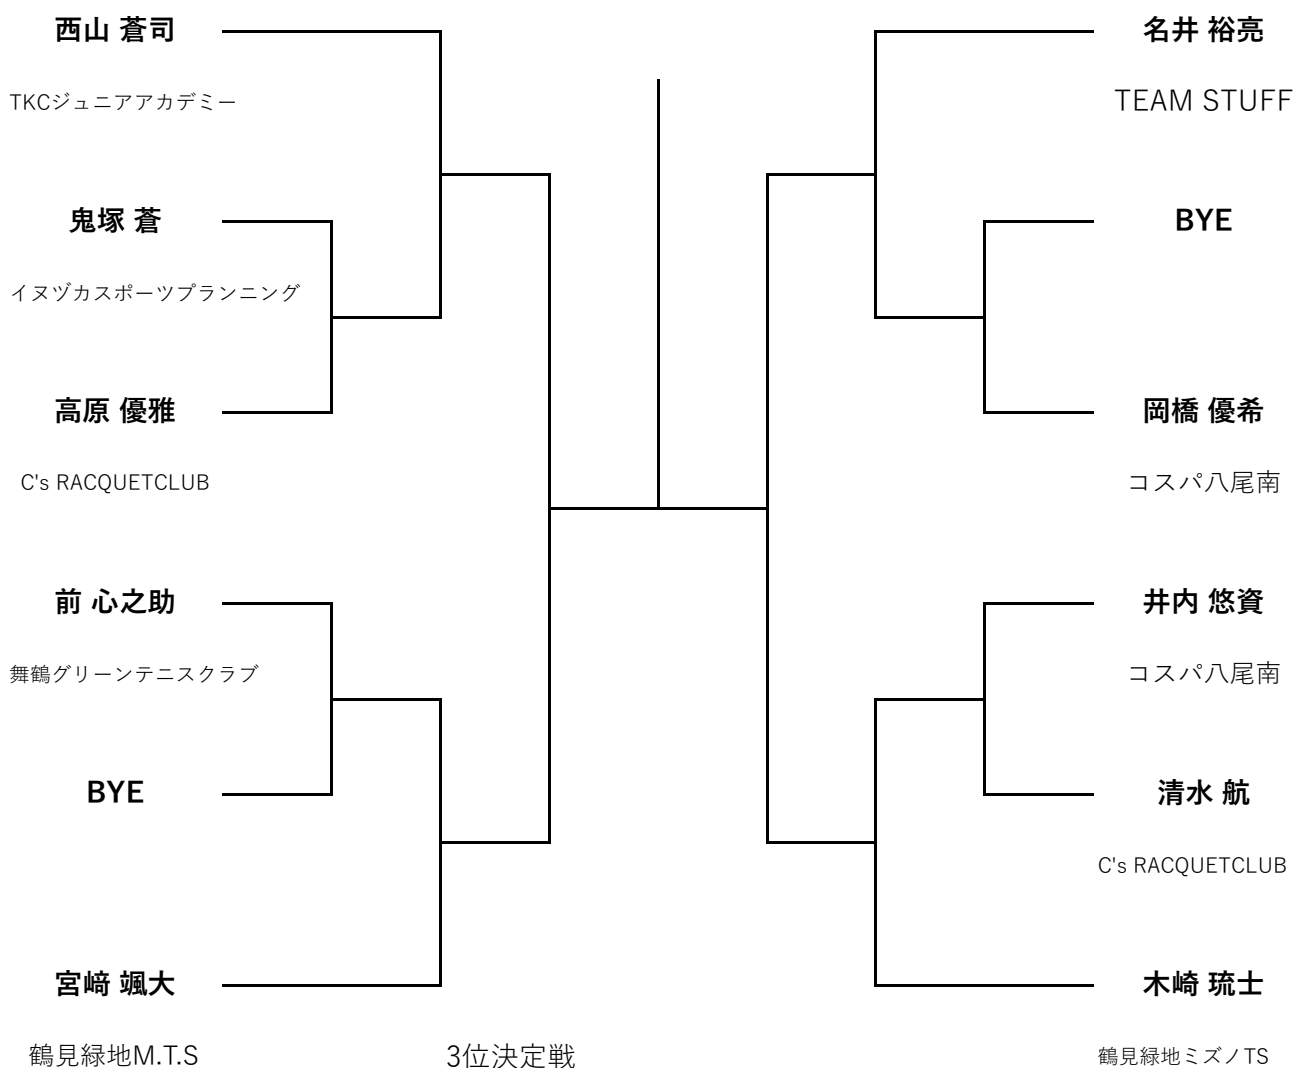 西山 蒼司
TKCジュニアアカデミー
鬼塚 蒼
イヌヅカスポーツプランニング
高原 優雅
C's RACQUETCLUB
前 心之助
舞鶴グリーンテニスクラブ
BYE
宮﨑 颯大
鶴見緑地M.T.S
3位決定戦
名井 裕亮
TEAM STUFF
BYE
岡橋 優希
コスパ八尾南
井内 悠資
コスパ八尾南
清水 航
C's RACQUETCLUB
木崎 琉士
鶴見緑地ミズノTS